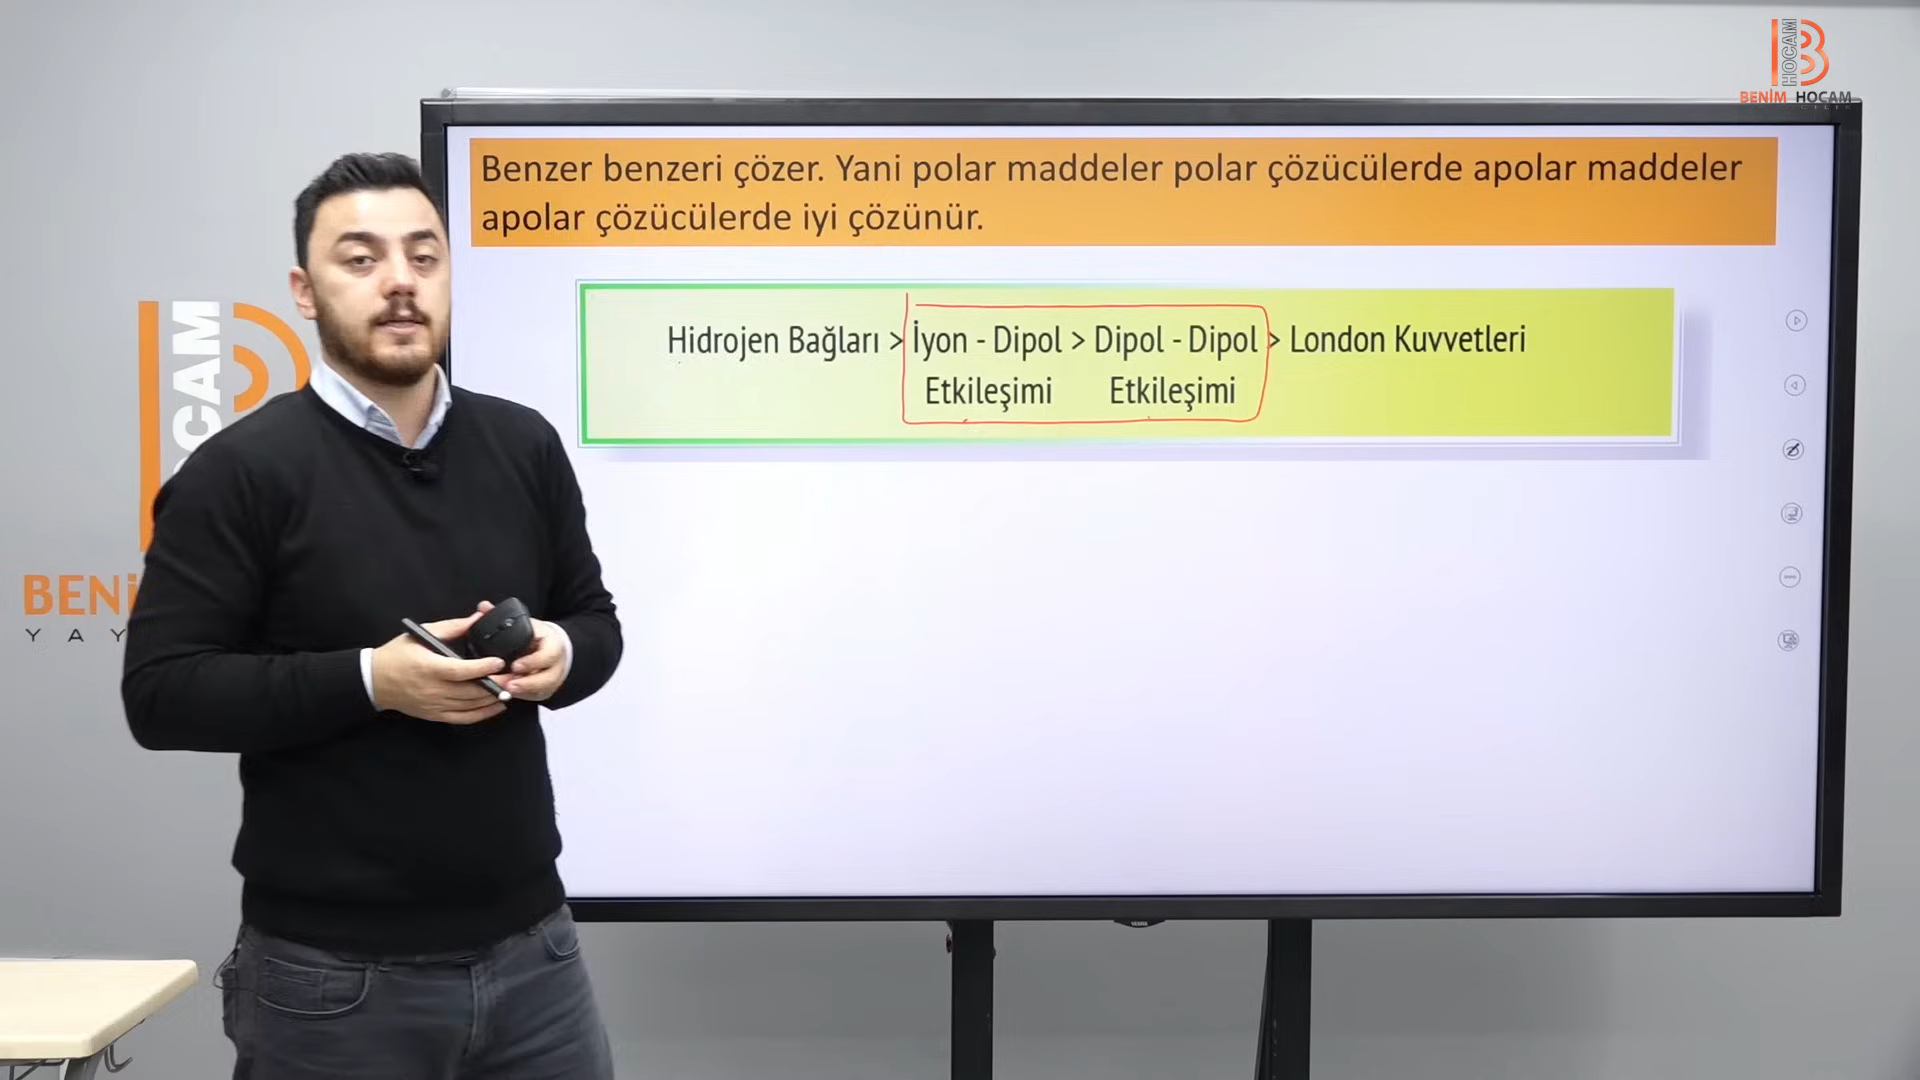 HOCAM
BENİM HOCAM
Benzer benzeri çözer. Yani polar maddeler polar çözücülerde apolar maddeler
apolar çözücülerde iyi çözünür.
Hidrojen Bağları > İyon - Dipol > Dipol - Dipol > London Kuvvetleri
Etkileşimi Etkileşimi